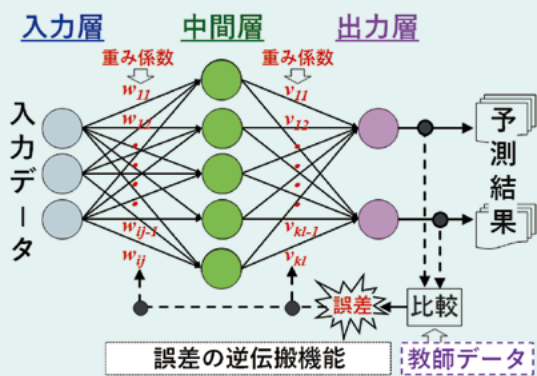 入力層
中間層
出力層
重み係数
重み係数
入力データ
w11
w12
wij-1
wij
v11
v12
vkl-1
vkl
予測結果
誤差
比較
誤差の逆伝搬機能
教師データ